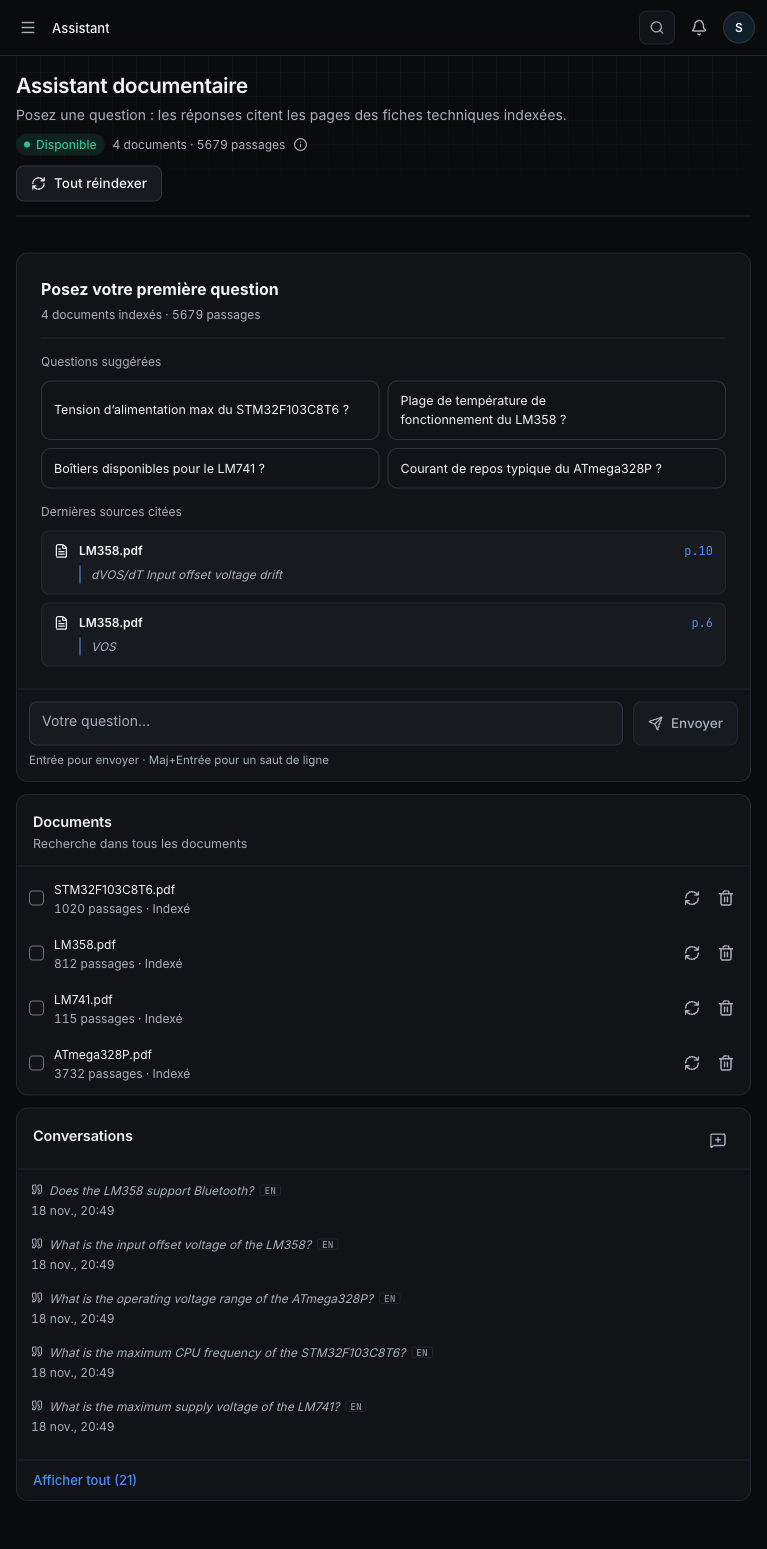 Assistant
S
Assistant documentaire
Posez une question : les réponses citent les pages des fiches techniques indexées.
Disponible
4 documents · 5679 passages
Tout réindexer
Posez votre première question
4 documents indexés · 5679 passages
Questions suggérées
Tension d’alimentation max du STM32F103C8T6 ?
Plage de température de
fonctionnement du LM358 ?
Boîtiers disponibles pour le LM741 ?
Courant de repos typique du ATmega328P ?
Dernières sources citées
LM358.pdf
p.10
dVOS/dT Input offset voltage drift
LM358.pdf
p.6
VOS
Votre question...
Envoyer
Entrée pour envoyer · Maj+Entrée pour un saut de ligne
Documents
Recherche dans tous les documents
STM32F103C8T6.pdf
1020 passages · Indexé
LM358.pdf
812 passages · Indexé
LM741.pdf
115 passages · Indexé
ATmega328P.pdf
3732 passages · Indexé
Conversations
Does the LM358 support Bluetooth? EN
18 nov., 20:49
What is the input offset voltage of the LM358? EN
18 nov., 20:49
What is the operating voltage range of the ATmega328P? EN
18 nov., 20:49
What is the maximum CPU frequency of the STM32F103C8T6? EN
18 nov., 20:49
What is the maximum supply voltage of the LM741? EN
18 nov., 20:49
Afficher tout (21)